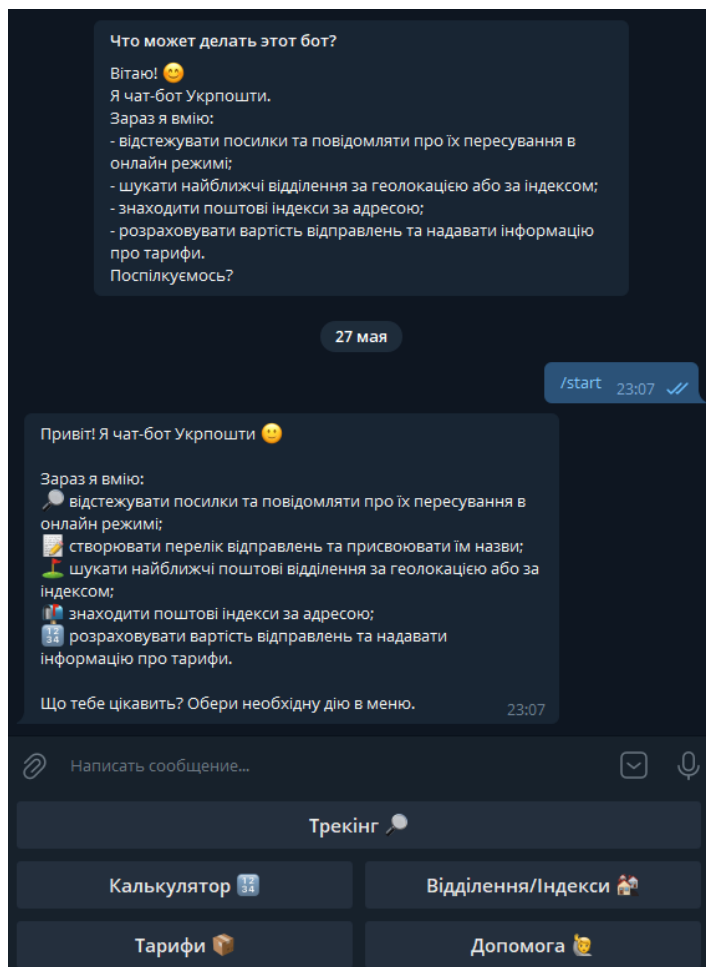 Что может делать этот бот?
Вітаю! 😊
Я чат-бот Укрпошти.
Зараз я вмію:
- відстежувати посилки та повідомляти про їх пересування в
онлайн режимі;
- шукати найближчі відділення за геолокацією або за індексом;
- знаходити поштові індекси за адресою;
- розраховувати вартість відправлень та надавати інформацію
про тарифи.
Поспілкуємось?
27 мая
/start 23:07
Привіт! Я чат-бот Укрпошти 🙂
Зараз я вмію:
🔎 відстежувати посилки та повідомляти про їх пересування в
онлайн режимі;
📝 створювати перелік відправлень та присвоювати їм назви;
⛳ шукати найближчі поштові відділення за геолокацією або за
індексом;
📬 знаходити поштові індекси за адресою;
🔢 розраховувати вартість відправлень та надавати
інформацію про тарифи.
Що тебе цікавить? Обери необхідну дію в меню.
23:07
Написать сообщение...
Трекінг 🔎
Калькулятор 🔢
Відділення/Індекси 🏤
Тарифи 📦
Допомога 🙋